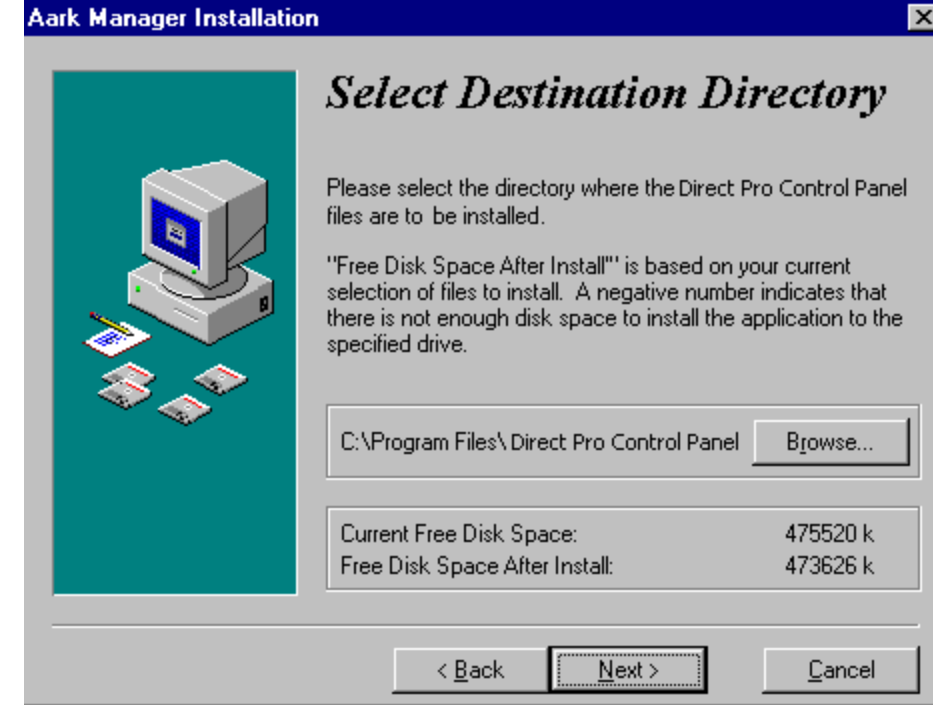 Aark Manager Installation
Select Destination Directory
Please select the directory where the Direct Pro Control Panel
files are to be installed.
"Free Disk Space After Install"' is based on your current
selection of files to install. A negative number indicates that
there is not enough disk space to install the application to the
specified drive.
C:\Program Files\ Direct Pro Control Panel
Browse...
Current Free Disk Space: 475520 k
Free Disk Space After Install: 473626 k
< Back Next > Cancel